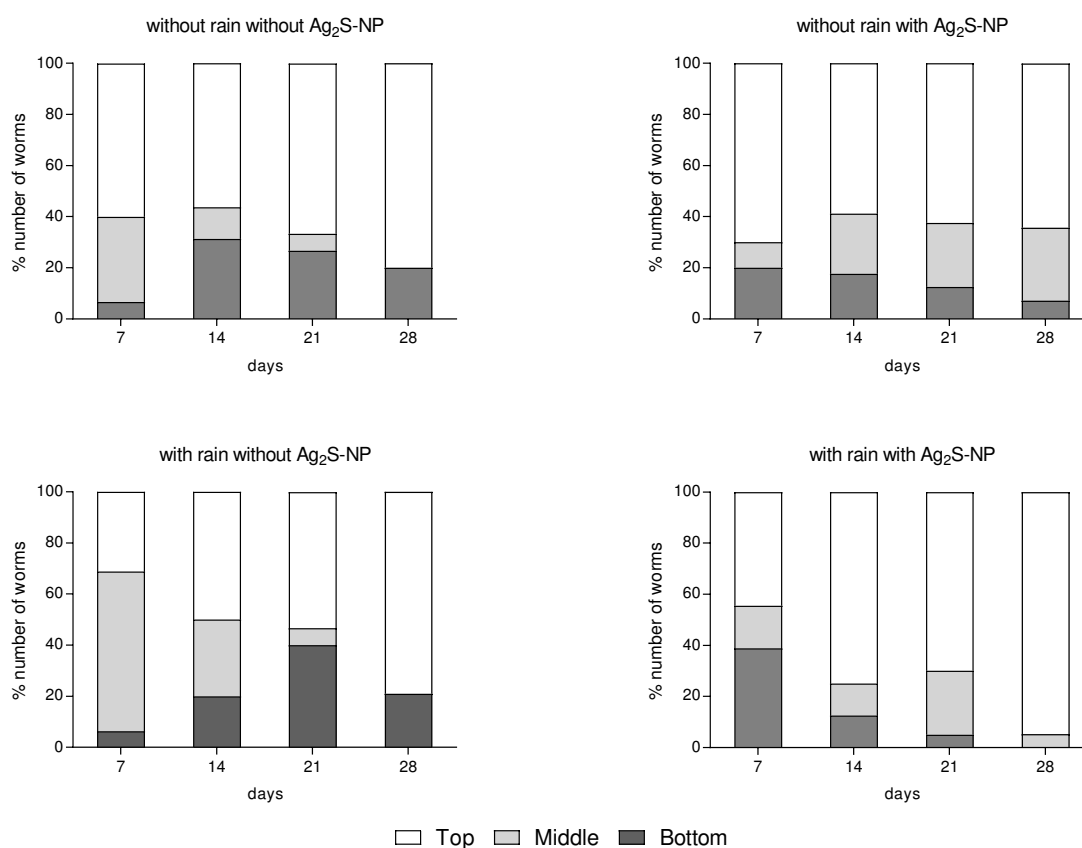 without rain without Ag₂S-NP
100
80
60
40
20
0
% number of worms
7 14 21 28
days
without rain with Ag₂S-NP
100
80
60
40
20
0
% number of worms
7 14 21 28
days
with rain without Ag₂S-NP
100
80
60
40
20
0
% number of worms
7 14 21 28
days
with rain with Ag₂S-NP
100
80
60
40
20
0
% number of worms
7 14 21 28
days
Top Middle Bottom